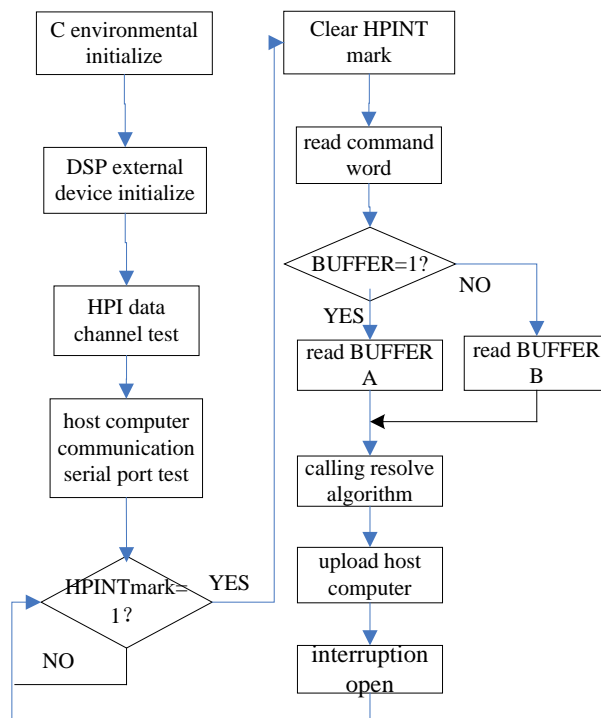 C environmental
initialize
DSP external
device initialize
HPI data
channel test
host computer
communication
serial port test
HPINTmark=
1?
YES
NO
Clear HPINT
mark
read command
word
BUFFER=1?
NO
YES
read BUFFER
A
read BUFFER
B
calling resolve
algorithm
upload host
computer
interruption
open